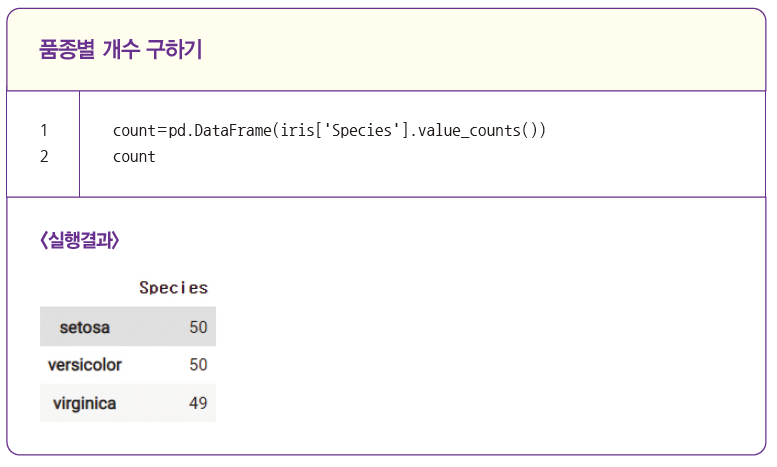 품종별 개수 구하기
1 count=pd.DataFrame(iris['Species'].value_counts())
2 count
<실행결과>
Species
setosa 50
versicolor 50
virginica 49